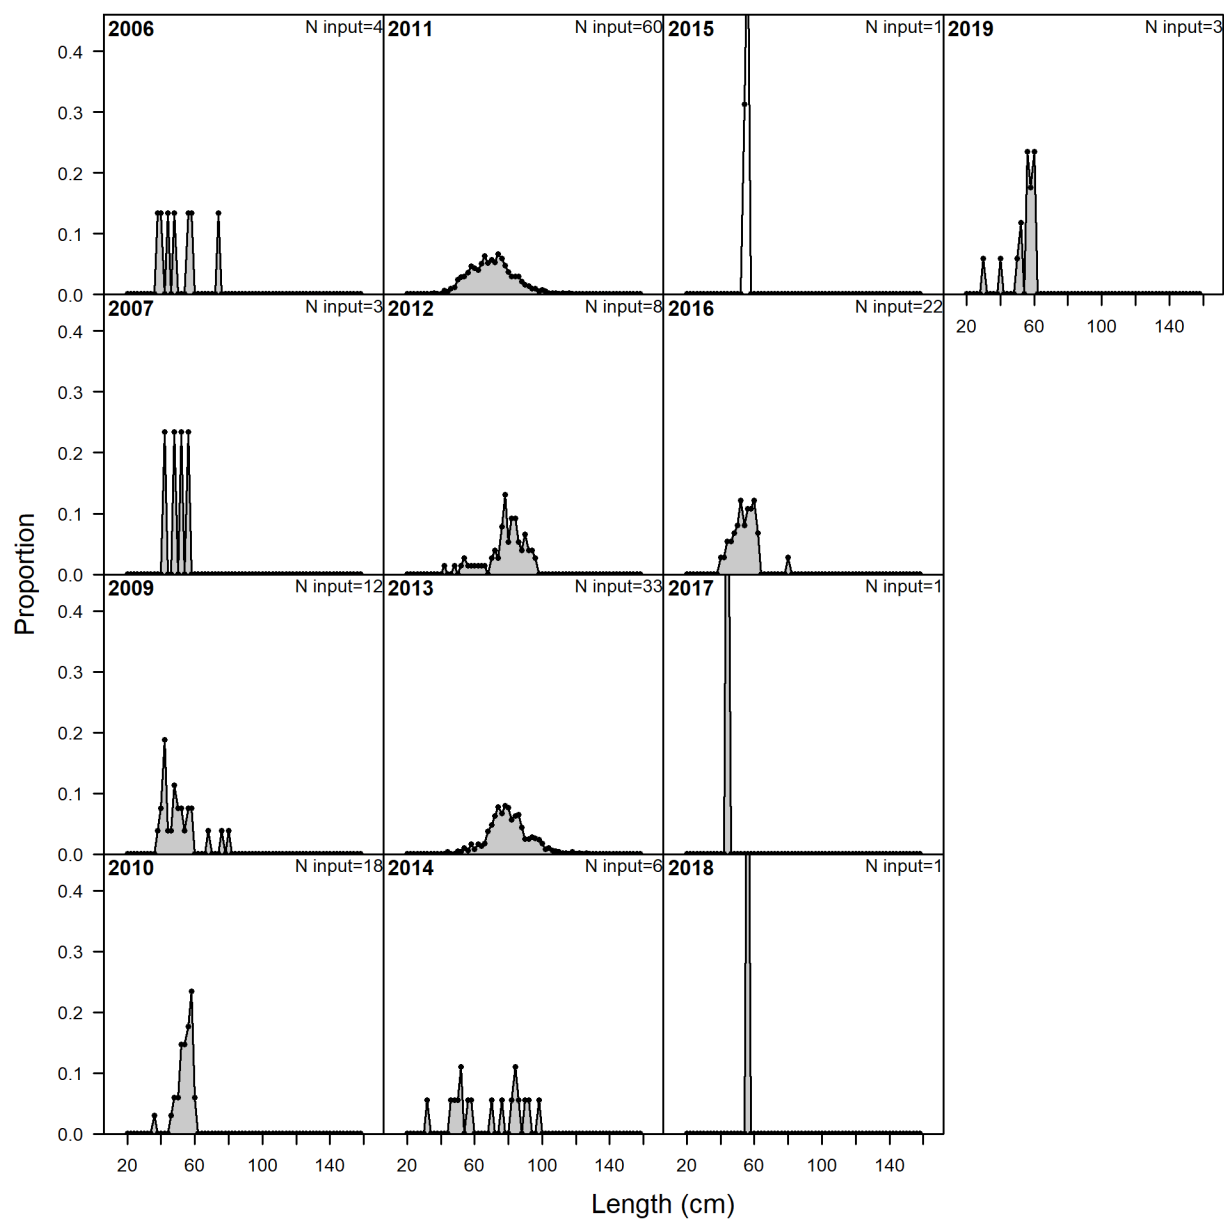 2006 N input=4
2011 N input=60
2015 N input=1
2019 N input=3
0.4
0.3
0.2
0.1
0.0
20 60 100 140
2007 N input=3
2012 N input=8
2016 N input=22
0.4
0.3
0.2
0.1
0.0
2009 N input=12
2013 N input=33
2017 N input=1
0.4
0.3
0.2
0.1
0.0
2010 N input=18
2014 N input=6
2018 N input=1
0.4
0.3
0.2
0.1
0.0
20 60 100 140
20 60 100 140
20 60 100 140
Proportion
Length (cm)